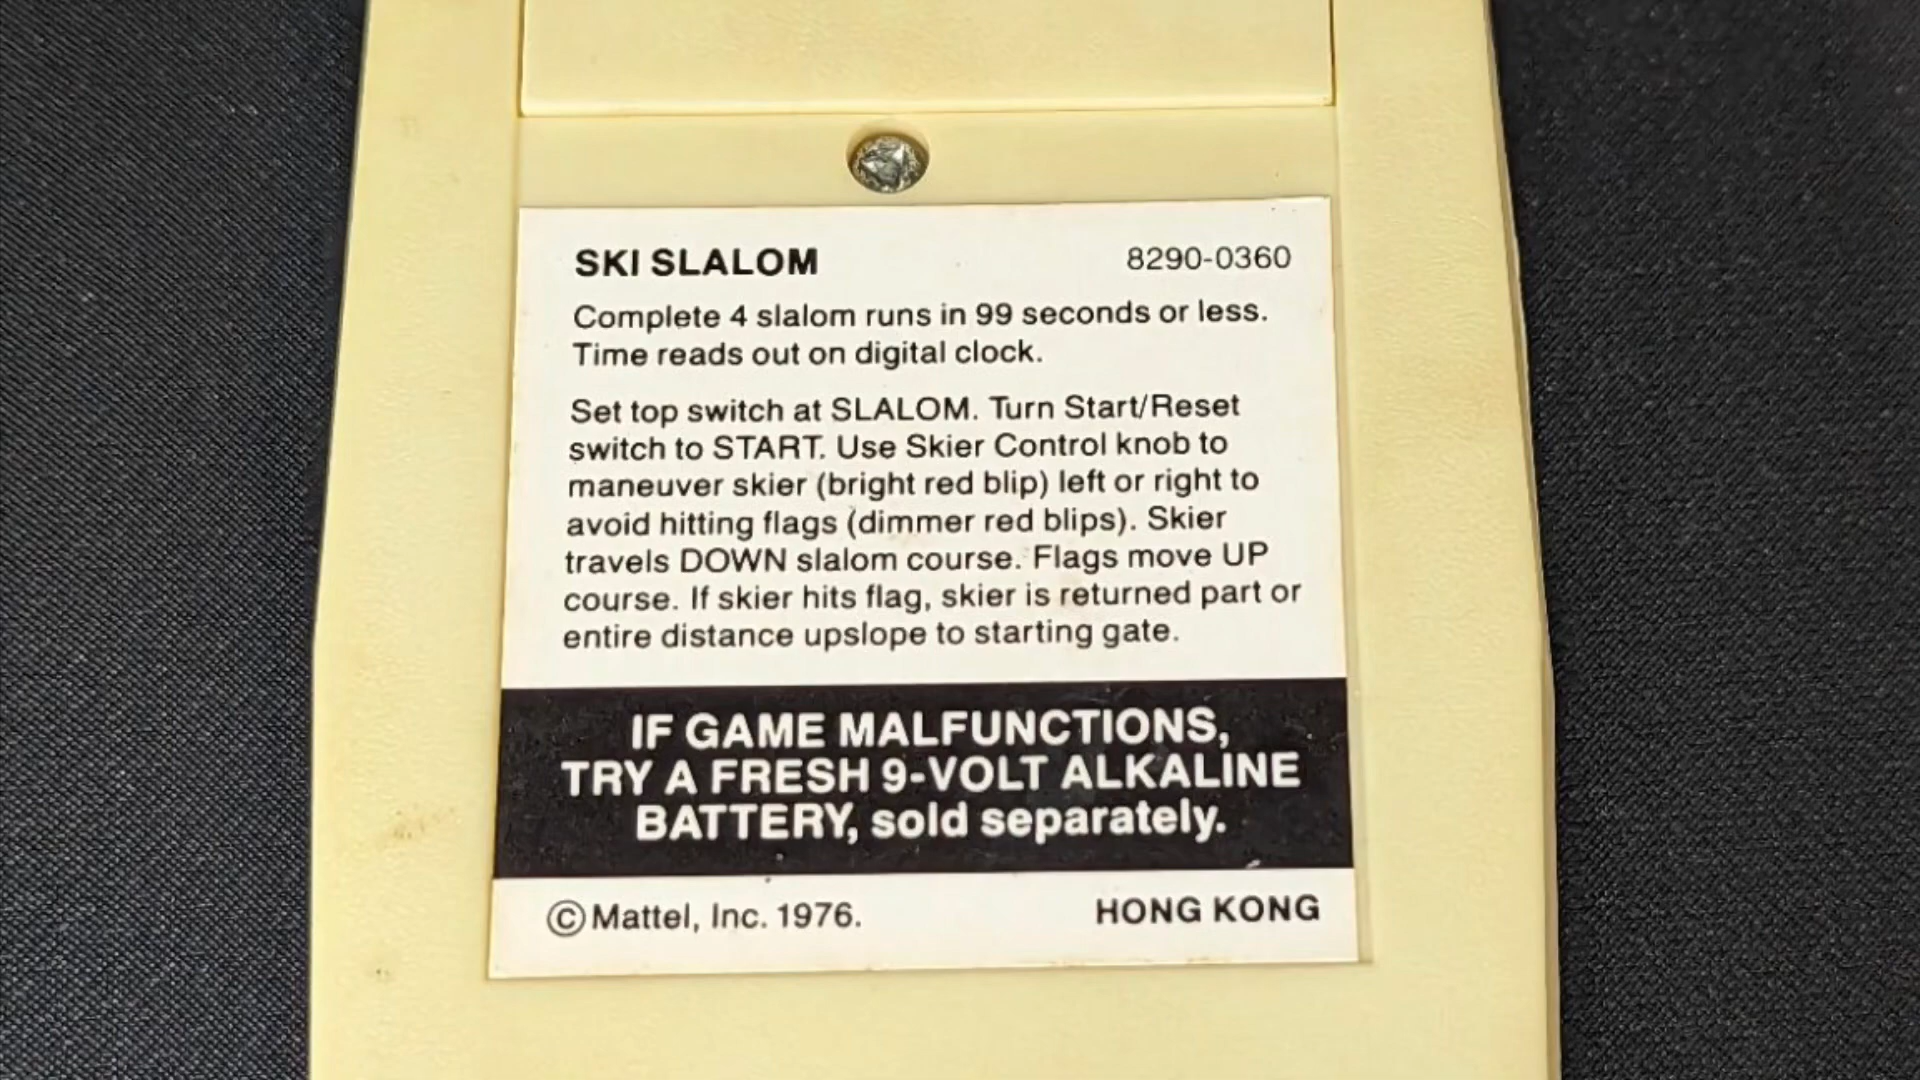 SKI SLALOM 8290-0360
Complete 4 slalom runs in 99 seconds or less.
Time reads out on digital clock.
Set top switch at SLALOM. Turn Start/Reset
switch to START. Use Skier Control knob to
maneuver skier (bright red blip) left or right to
avoid hitting flags (dimmer red blips). Skier
travels DOWN slalom course. Flags move UP
course. If skier hits flag, skier is returned part or
entire distance upslope to starting gate.
IF GAME MALFUNCTIONS,
TRY A FRESH 9-VOLT ALKALINE
BATTERY, sold separately.
©Mattel, Inc. 1976. HONG KONG